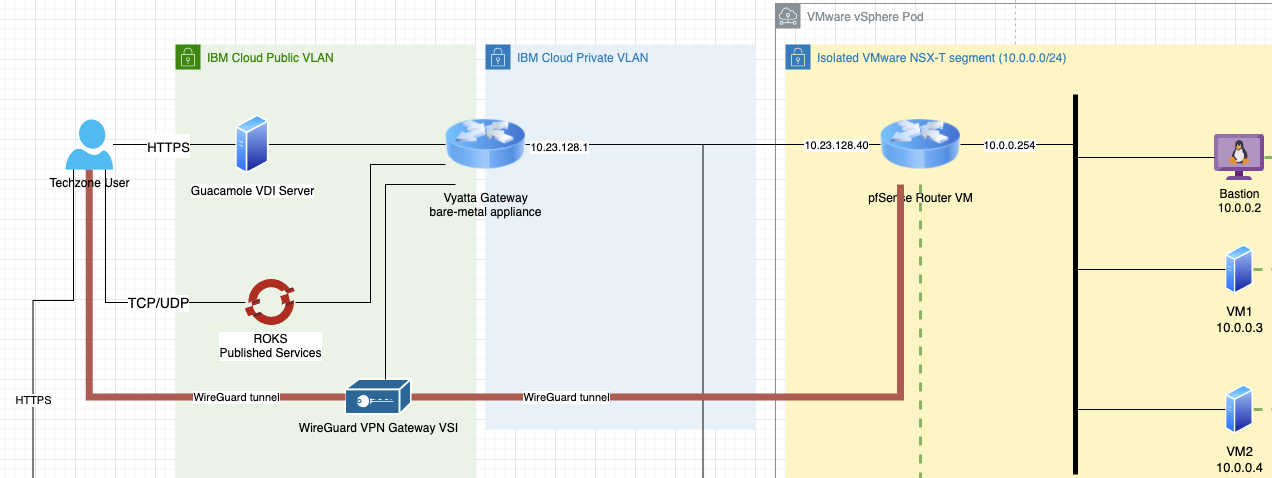 VMware vSphere Pod
IBM Cloud Public VLAN
IBM Cloud Private VLAN
Isolated VMware NSX-T segment (10.0.0.0/24)
HTTPS
10.23.128.1
10.23.128.40
10.0.0.254
Techzone User
Guacamole VDI Server
Vyatta Gateway
bare-metal appliance
pfSense Router VM
Bastion
10.0.0.2
TCP/UDP
VM1
10.0.0.3
ROKS
Published Services
HTTPS
WireGuard tunnel
WireGuard tunnel
WireGuard VPN Gateway VSI
VM2
10.0.0.4